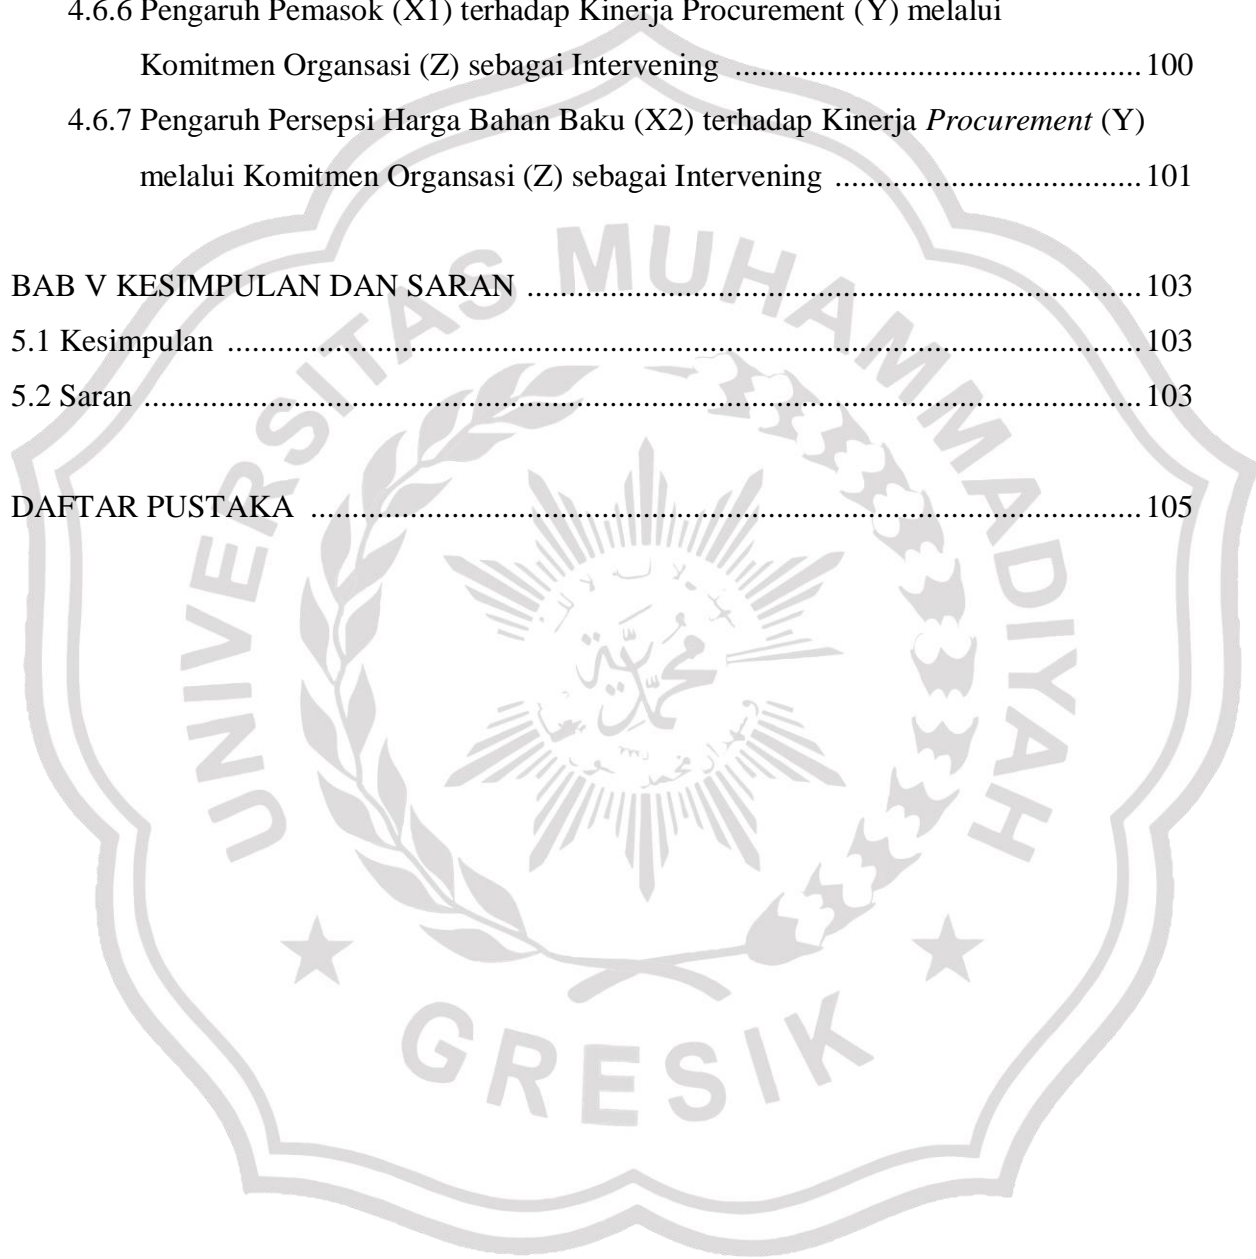 4.6.6 Pengaruh Pemasok (X1) terhadap Kinerja Procurement (Y) melalui
Komitmen Organsasi (Z) sebagai Intervening ................................................ 100
4.6.7 Pengaruh Persepsi Harga Bahan Baku (X2) terhadap Kinerja Procurement (Y)
melalui Komitmen Organsasi (Z) sebagai Intervening .................................... 101
BAB V KESIMPULAN DAN SARAN ........................................................................ 103
5.1 Kesimpulan ........................................................................................................... 103
5.2 Saran ..................................................................................................................... 103
DAFTAR PUSTAKA ................................................................................................. 105
UNIVERSITAS MUHAMMADIYAH
محمد
GRESIK